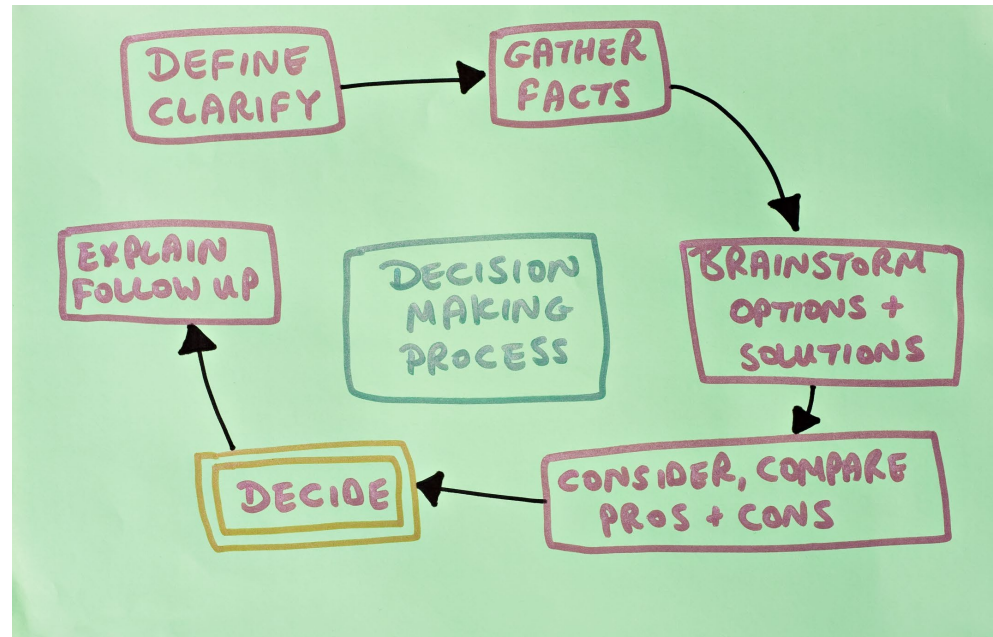 DEFINE
CLARIFY
GATHER
FACTS
BRAINSTORM
OPTIONS +
SOLUTIONS
CONSIDER, COMPARE
PROS + CONS
DECIDE
EXPLAIN
FOLLOW UP
DECISION
MAKING
PROCESS